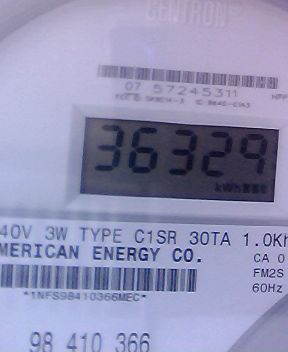 CENTRON®
07 57245311
36329
kWh
40V 3W TYPE C1SR 30TA 1.0Kh
MERICAN ENERGY CO.
CA 0
FM2S
60Hz
*1NFS98410366MEC*
98 410 366